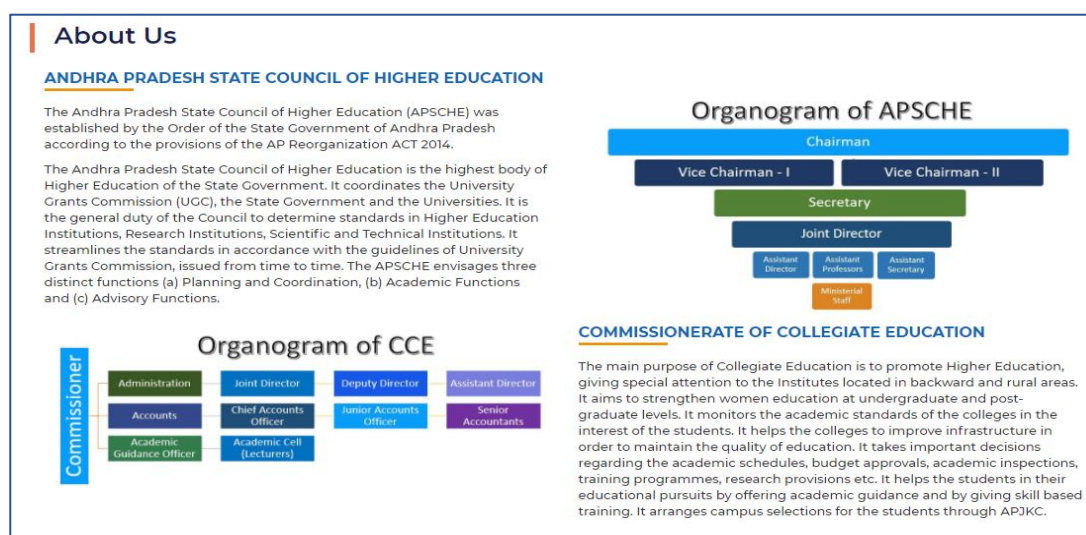 About Us
ANDHRA PRADESH STATE COUNCIL OF HIGHER EDUCATION
The Andhra Pradesh State Council of Higher Education (APSCHE) was
established by the Order of the State Government of Andhra Pradesh
according to the provisions of the AP Reorganization ACT 2014.
The Andhra Pradesh State Council of Higher Education is the highest body of
Higher Education of the State Government. It coordinates the University
Grants Commission (UGC), the State Government and the Universities. It is
the general duty of the Council to determine standards in Higher Education
Institutions, Research Institutions, Scientific and Technical Institutions. It
streamlines the standards in accordance with the guidelines of University
Grants Commission, issued from time to time. The APSCHE envisages three
distinct functions (a) Planning and Coordination, (b) Academic Functions
and (c) Advisory Functions.
Organogram of APSCHE
Chairman
Vice Chairman - I
Vice Chairman - II
Secretary
Joint Director
Assistant
Director
Assistant
Professors
Assistant
Secretary
Ministerial
Staff
Organogram of CCE
Commissioner
Administration
Joint Director
Deputy Director
Assistant Director
Accounts
Chief Accounts
Officer
Junior Accounts
Officer
Senior
Accountants
Academic
Guidance Officer
Academic Cell
(Lecturers)
COMMISSIONERATE OF COLLEGIATE EDUCATION
The main purpose of Collegiate Education is to promote Higher Education,
giving special attention to the Institutes located in backward and rural areas.
It aims to strengthen women education at undergraduate and post-
graduate levels. It monitors the academic standards of the colleges in the
interest of the students. It helps the colleges to improve infrastructure in
order to maintain the quality of education. It takes important decisions
regarding the academic schedules, budget approvals, academic inspections,
training programmes, research provisions etc. It helps the students in their
educational pursuits by offering academic guidance and by giving skill based
training. It arranges campus selections for the students through APJKC.